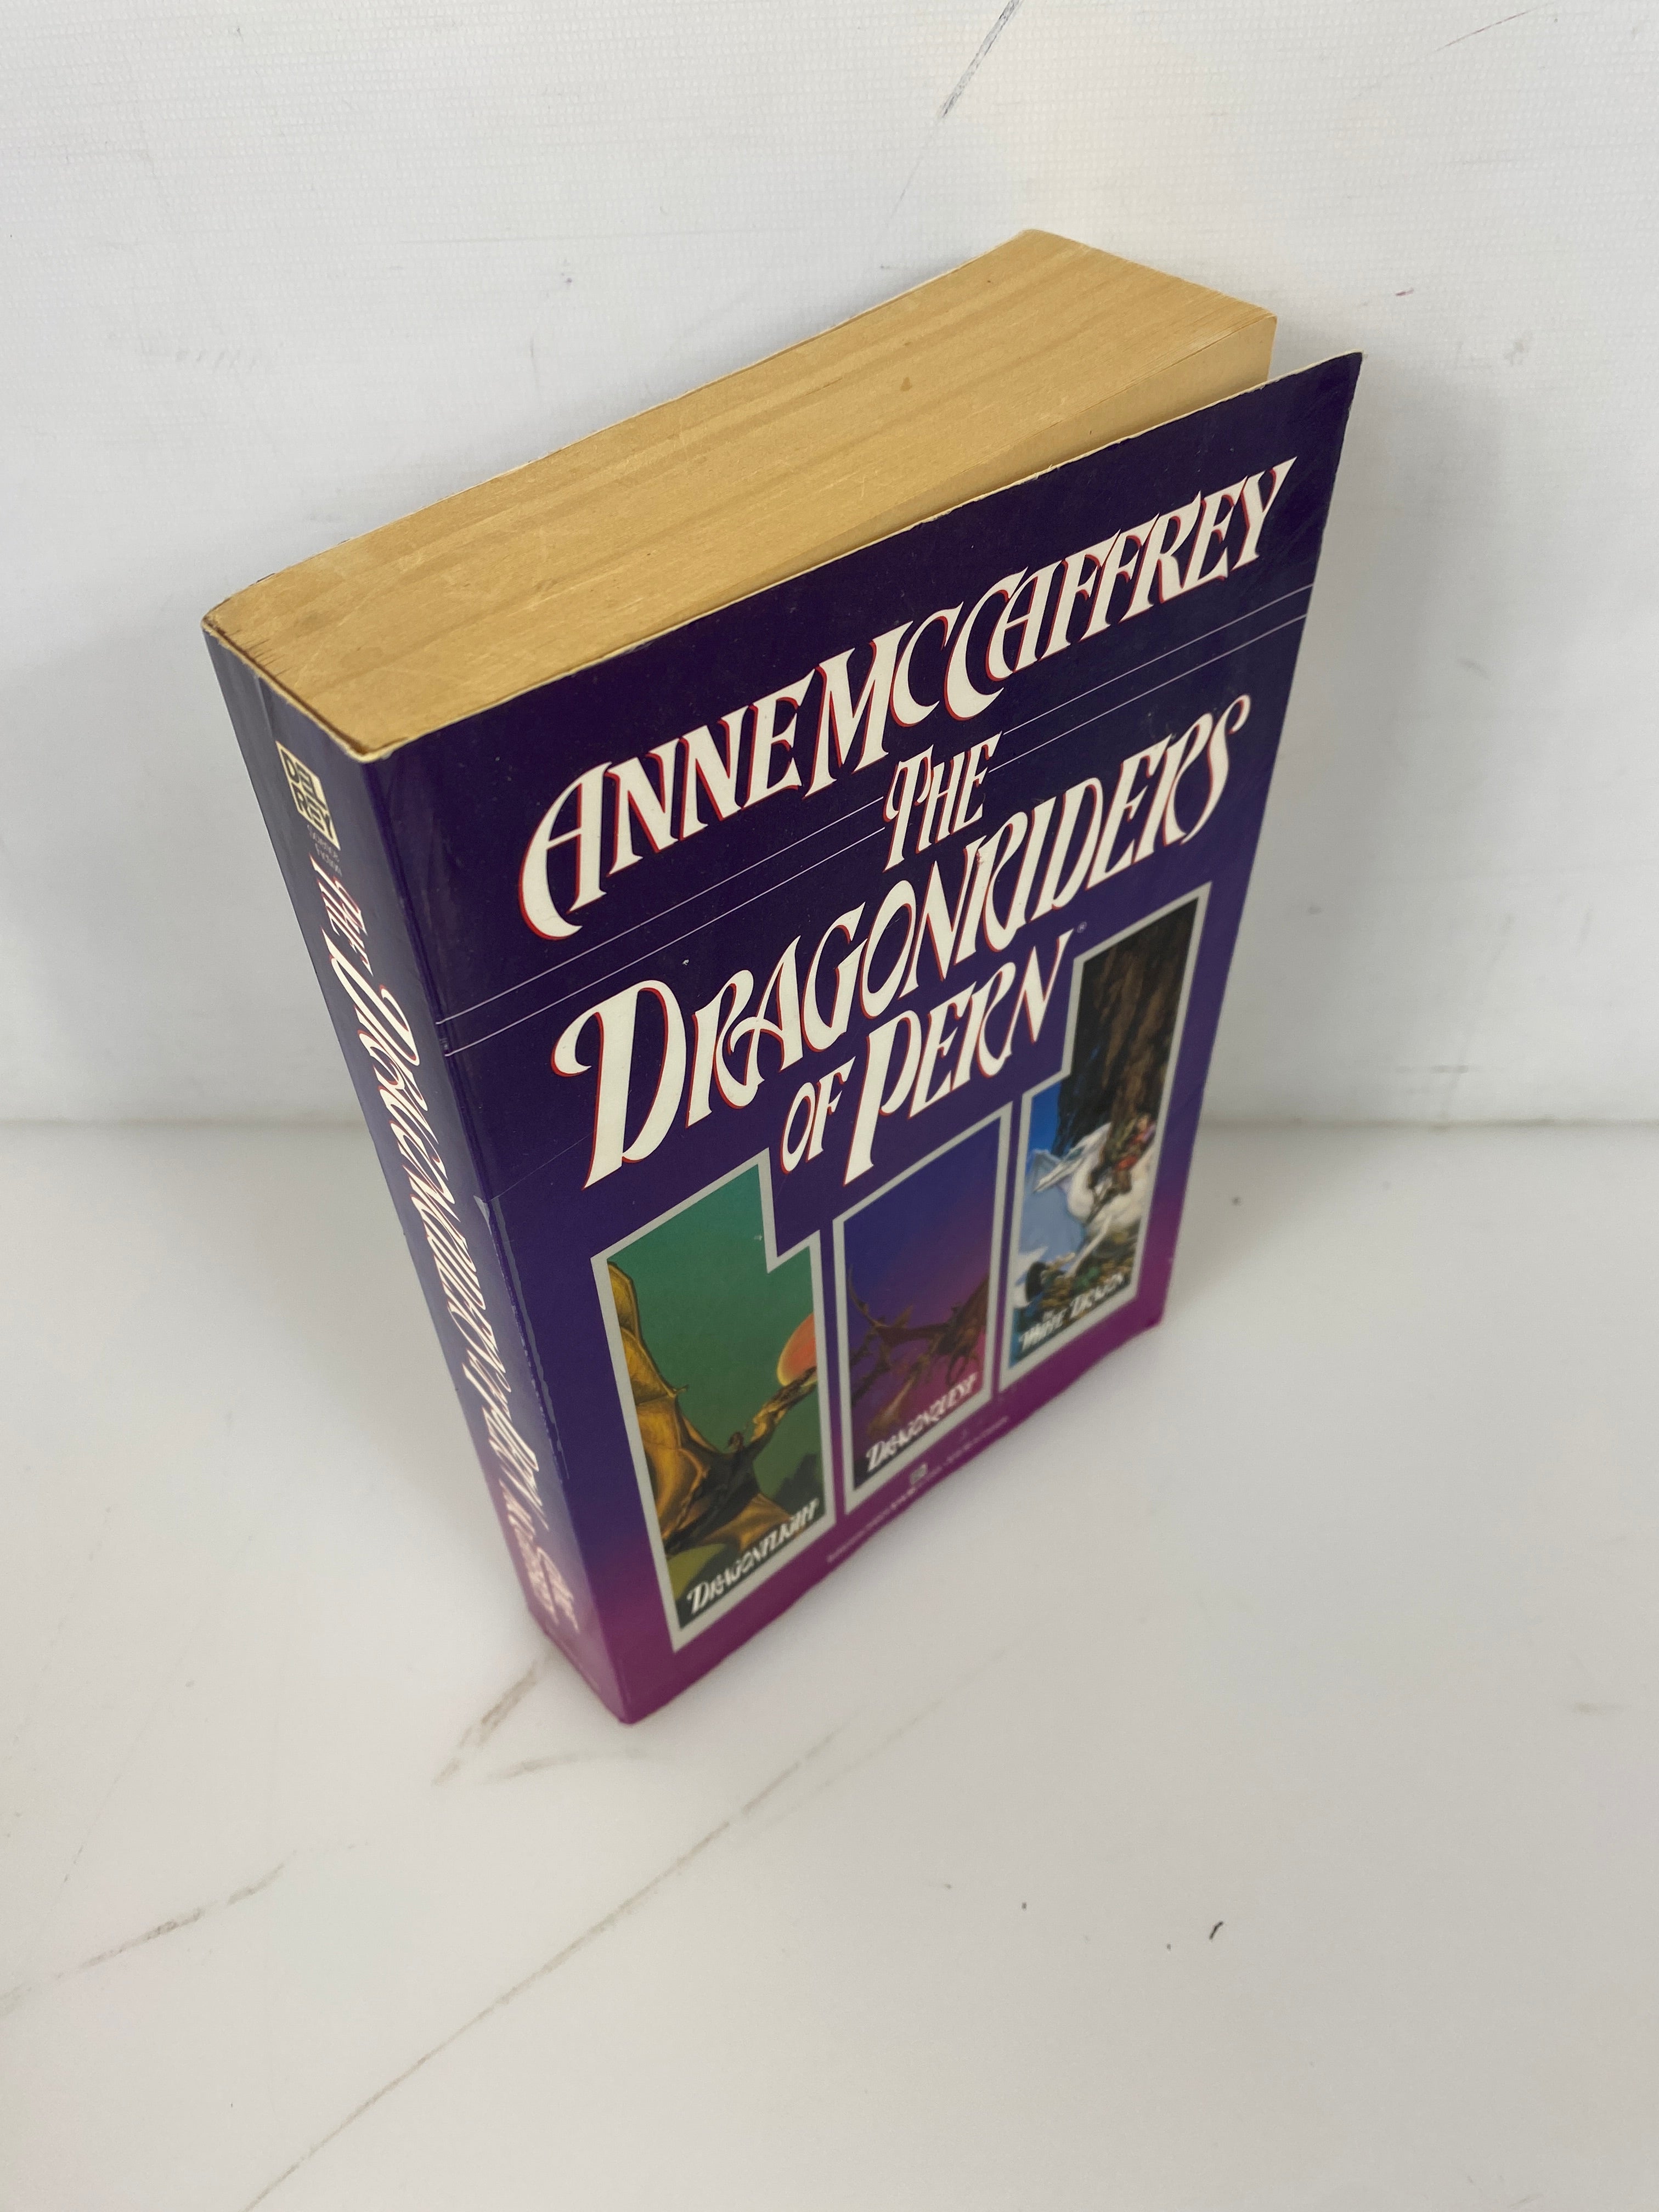 ANNE MCCAFFREY
THE
DRAGONRIDERS
OF PERN®
DRAGONFLIGHT
DRAGONQUEST
THE WHITE DRAGON
DEL
REY
THE DRAGONRIDERS OF PERN